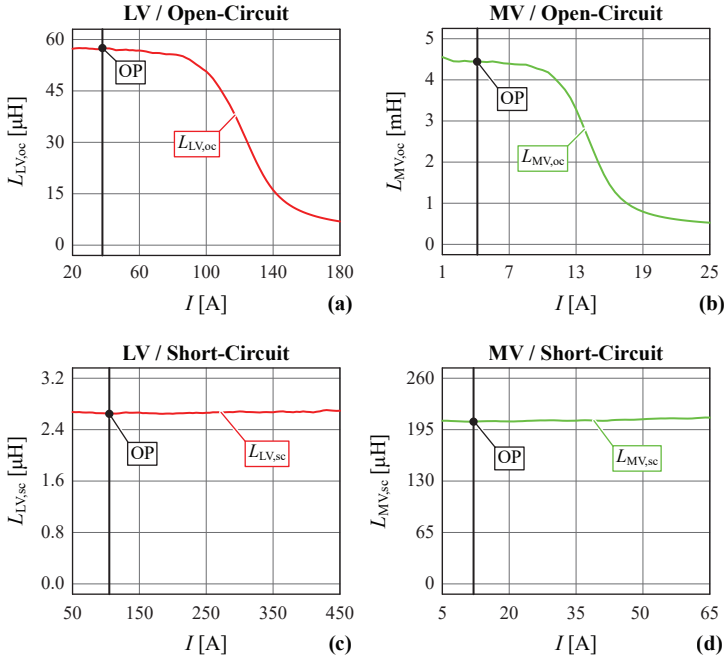 LV / Open-Circuit
L_LV,oc [µH]
60
45
30
15
0
OP
L_LV,oc
20 60 100 140 180
I [A]
(a)
MV / Open-Circuit
L_MV,oc [mH]
5
4
3
2
1
0
OP
L_MV,oc
1 7 13 19 25
I [A]
(b)
LV / Short-Circuit
L_LV,sc [µH]
3.2
2.4
1.6
0.8
0.0
OP
L_LV,sc
50 150 250 350 450
I [A]
(c)
MV / Short-Circuit
L_MV,sc [µH]
260
195
130
65
0
OP
L_MV,sc
5 20 35 50 65
I [A]
(d)